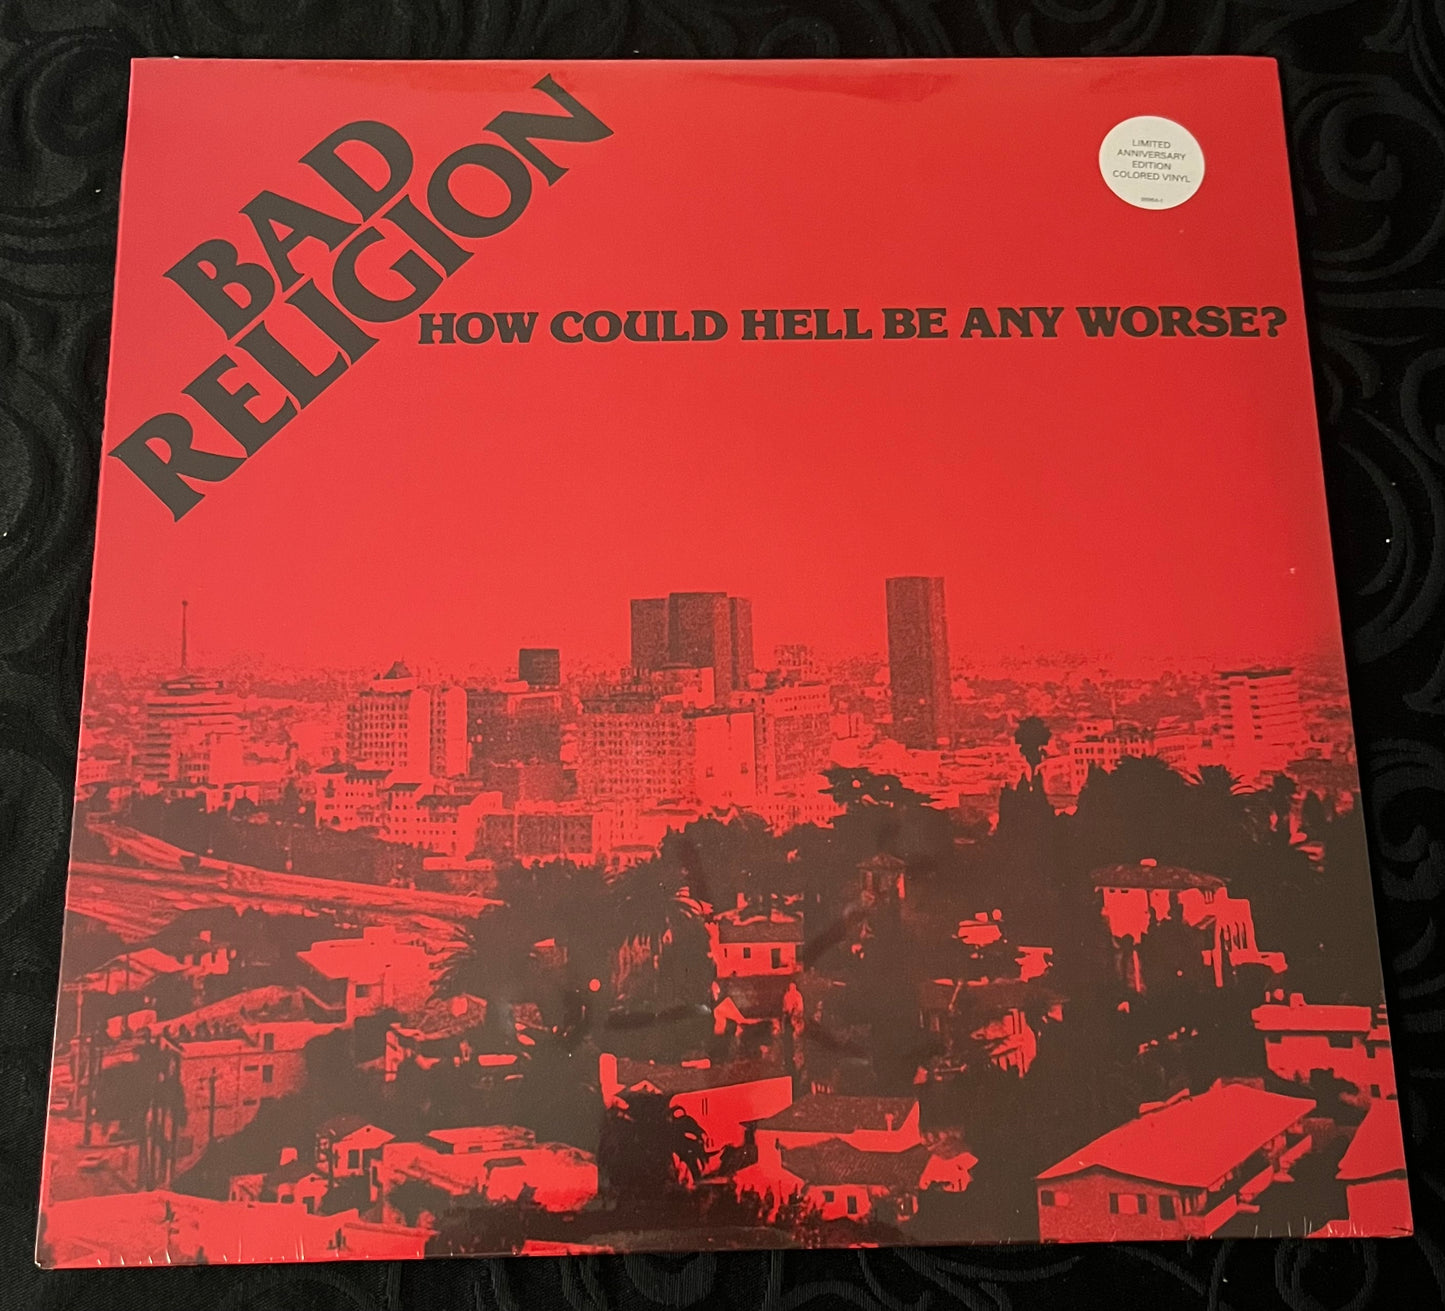 BAD
RELIGION
HOW COULD HELL BE ANY WORSE?
LIMITED
ANNIVERSARY
EDITION
COLORED VINYL